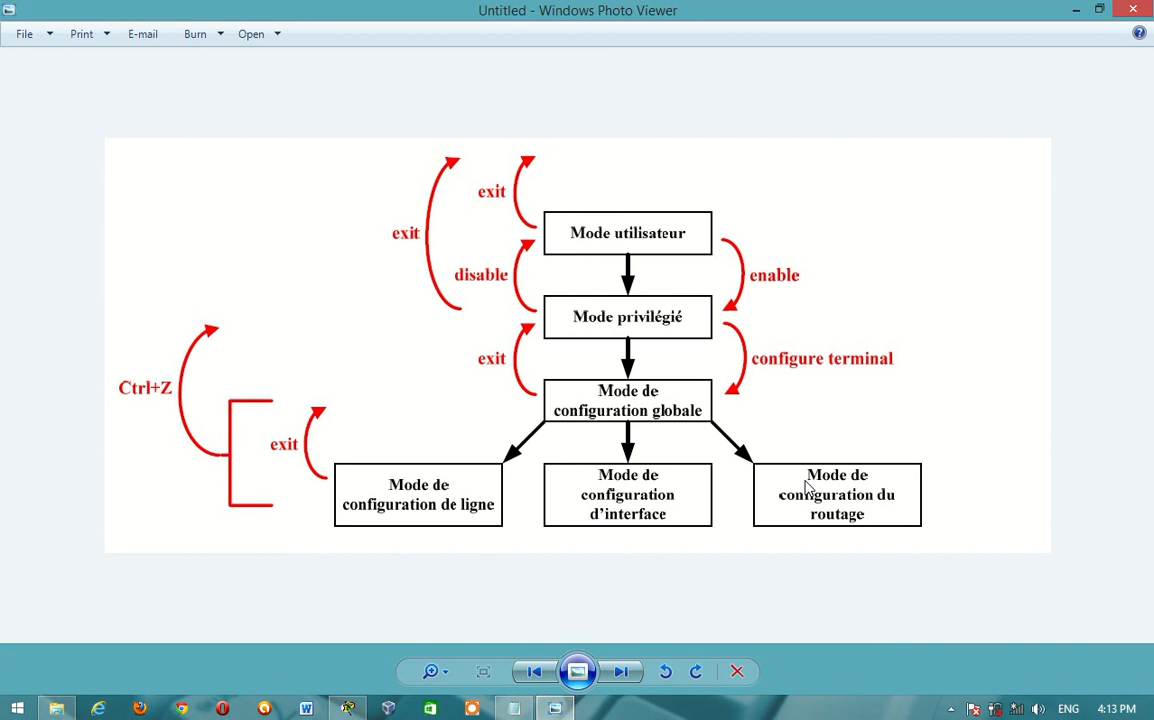 Untitled - Windows Photo Viewer
File Print E-mail Burn Open
exit
exit
Mode utilisateur
disable
enable
Mode privilégié
exit
configure terminal
Ctrl+Z
Mode de
configuration globale
exit
Mode de
configuration de ligne
Mode de
configuration
d’interface
Mode de
configuration du
routage
ENG 4:13 PM